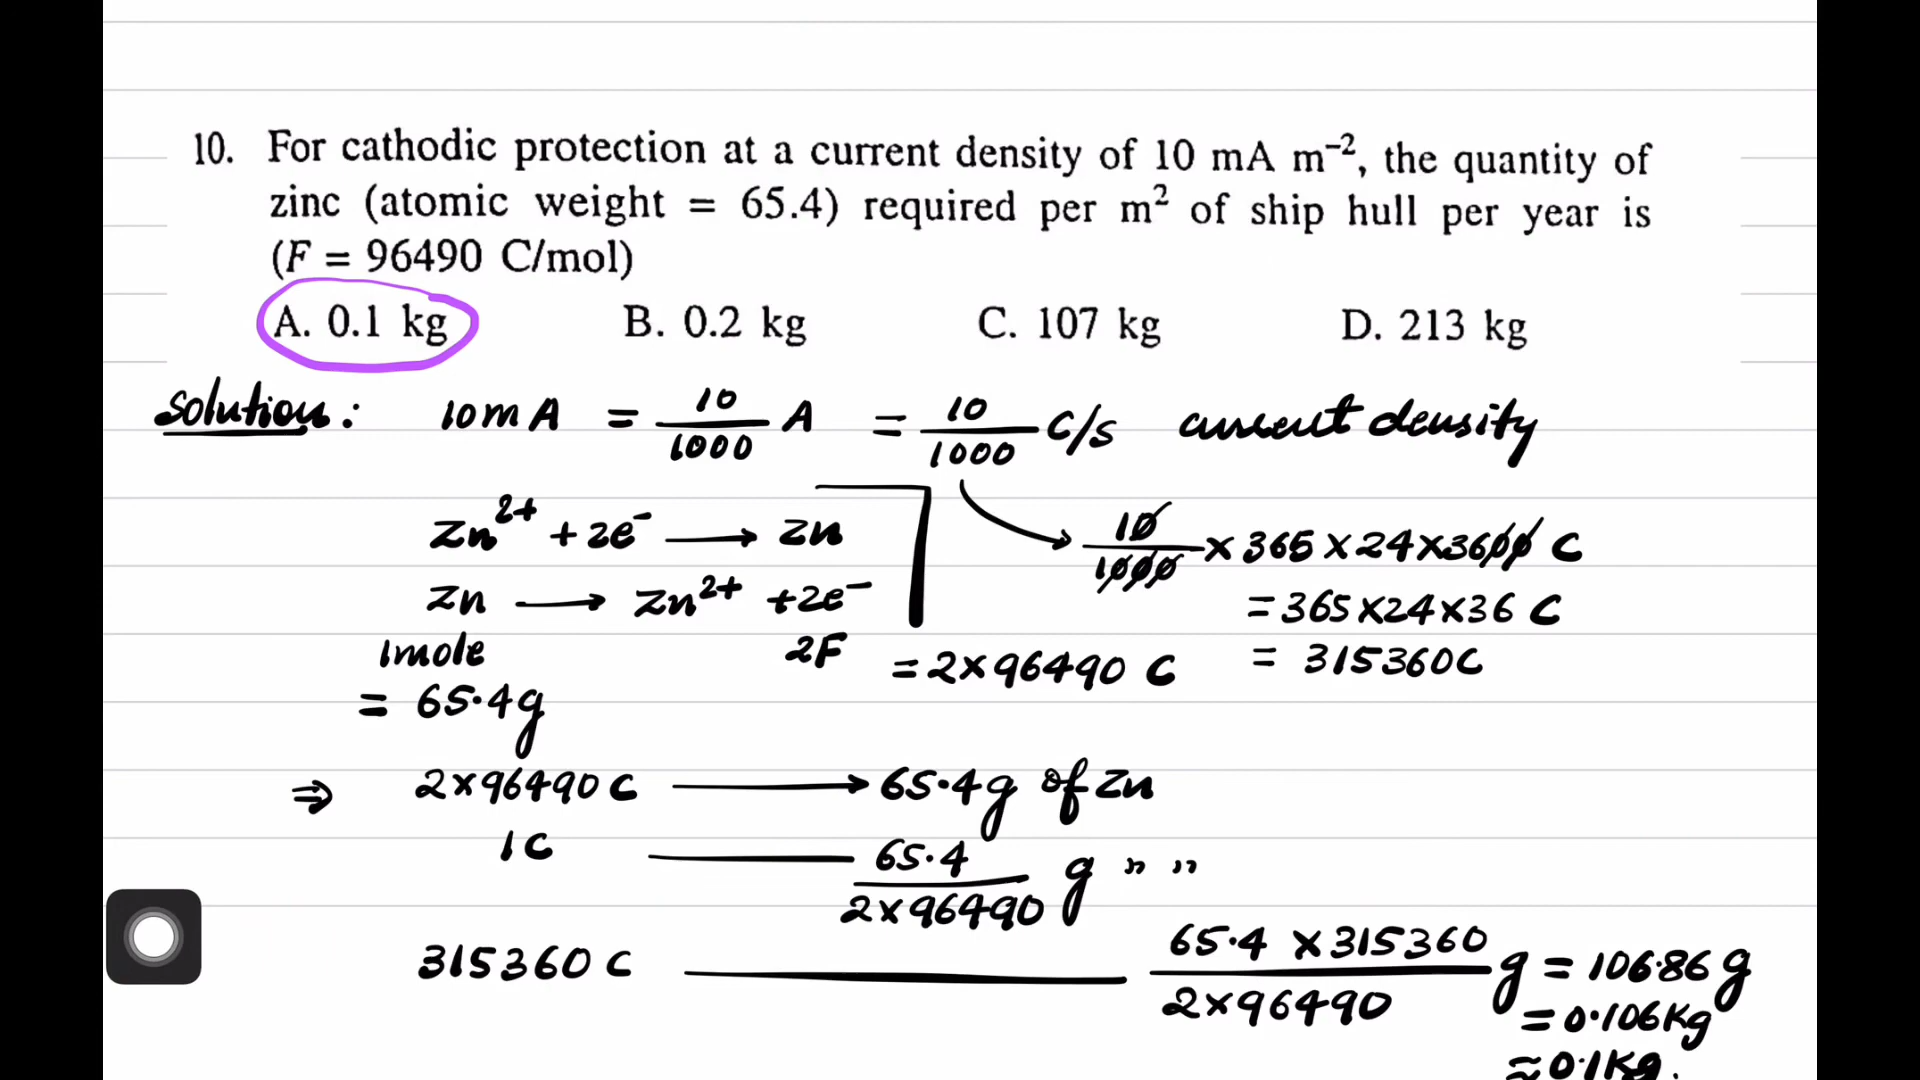 10. For cathodic protection at a current density of 10 mA m⁻², the quantity of
zinc (atomic weight = 65.4) required per m² of ship hull per year is
(F = 96490 C/mol)
A. 0.1 kg B. 0.2 kg C. 107 kg D. 213 kg
Solution: 10mA = 10/1000 A = 10/1000 C/s current density
Zn²⁺ + 2e⁻ → Zn
10/1000 × 365 × 24 × 3600 C
Zn → Zn²⁺ + 2e⁻
= 365 × 24 × 36 C
1mole 2F = 2 × 96490 C
= 315360C
= 65.4g
⇒ 2 × 96490 C → 65.4g of Zn
1C — 65.4/2 × 96490 g " "
315360 C — 65.4 × 315360/2 × 96490 g = 106.86 g
= 0.106Kg
≈ 0.1Kg.